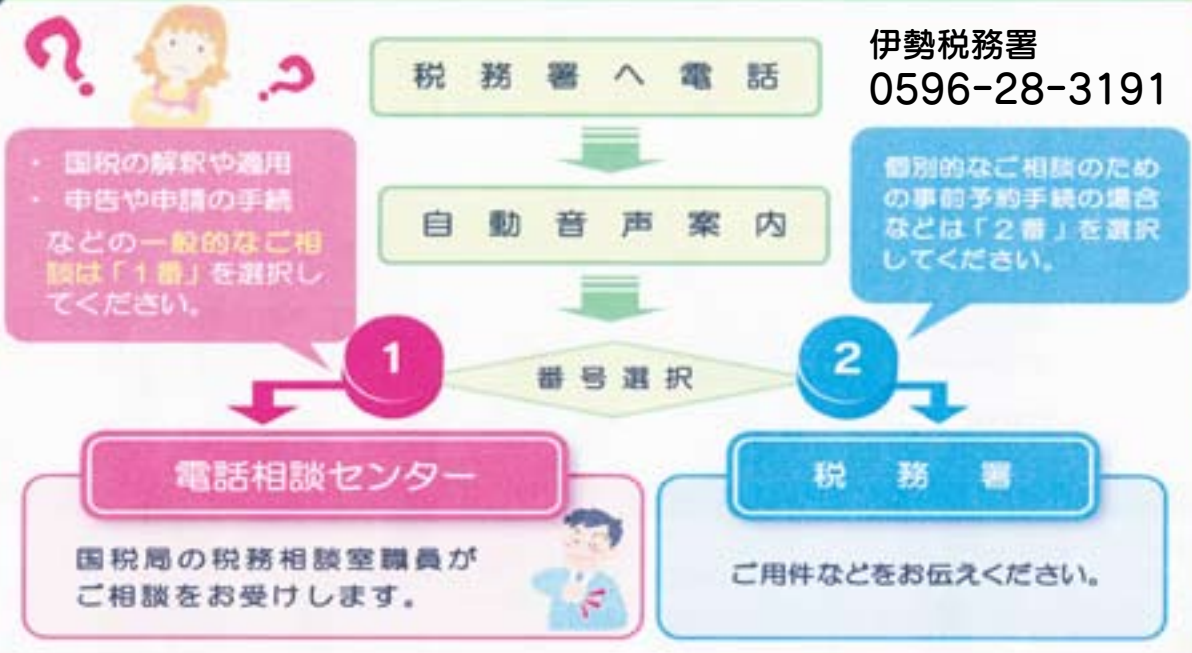 税務署へ電話
伊勢税務署
0596-28-3191
・ 国税の解釈や適用
・ 申告や申請の手続
などの一般的なご相
談は「1番」を選択し
てください。
自動音声案内
個別的なご相談のため
の事前予約手続の場合
などは「2番」を選択
してください。
1
番号選択
2
電話相談センター
国税局の税務相談室職員が
ご相談をお受けします。
税務署
ご用件などをお伝えください。